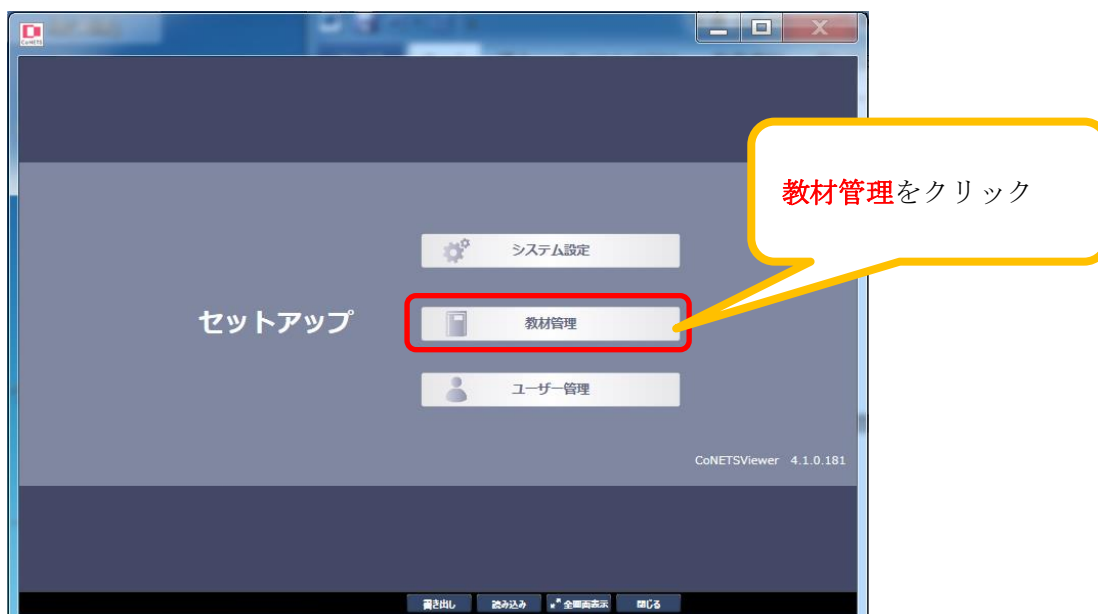 CoNETS
教材管理をクリック
システム設定
セットアップ
教材管理
ユーザー管理
CoNETSViewer 4.1.0.181
書き出し 読み込み 全画面表示 閉じる